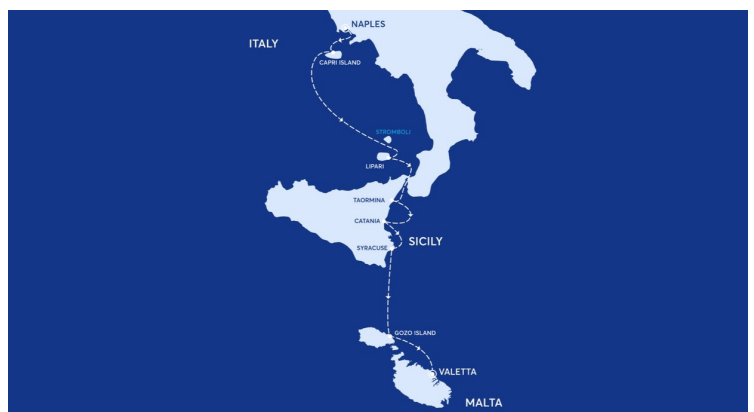 NAPLES
ITALY
CAPRI ISLAND
STROMBOLI
LIPARI
TAORMINA
CATANIA
SICILY
SYRACUSE
GOZO ISLAND
VALETTA
MALTA